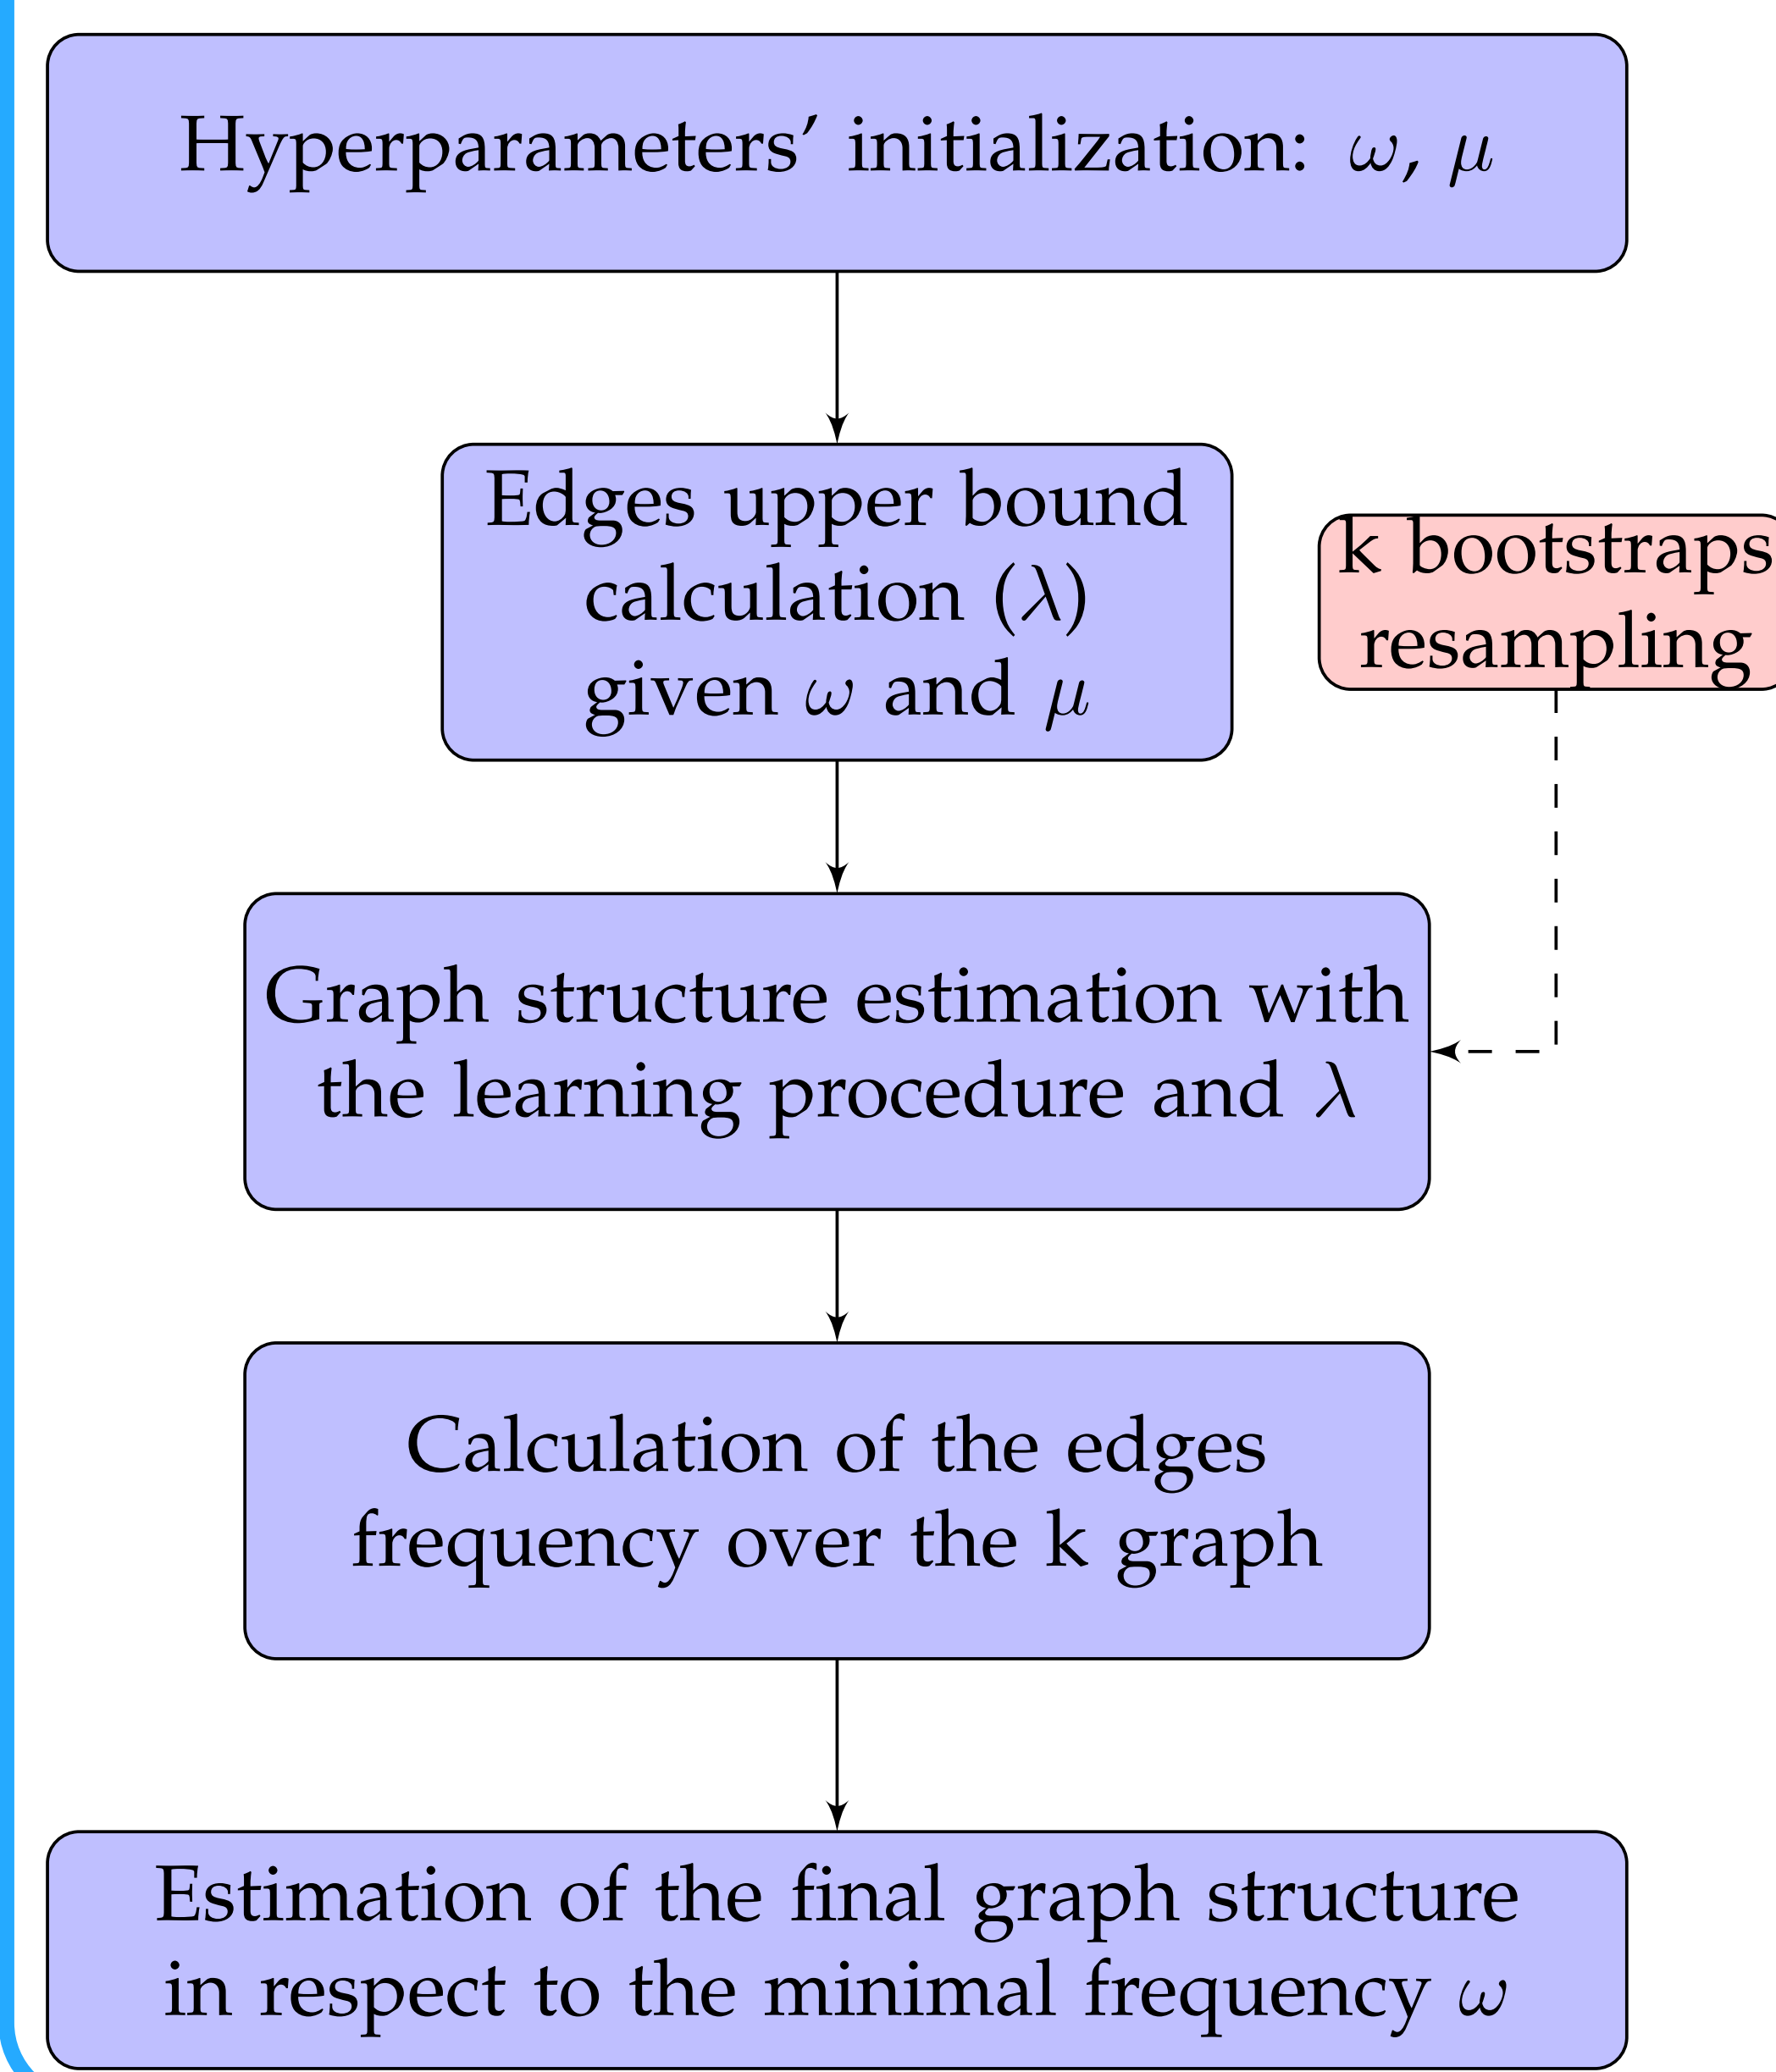 Hyperparameters’ initialization: ω, μ
Edges upper bound
calculation (λ)
given ω and μ
k bootstraps
resampling
Graph structure estimation with
the learning procedure and λ
Calculation of the edges
frequency over the k graph
Estimation of the final graph structure
in respect to the minimal frequency ω